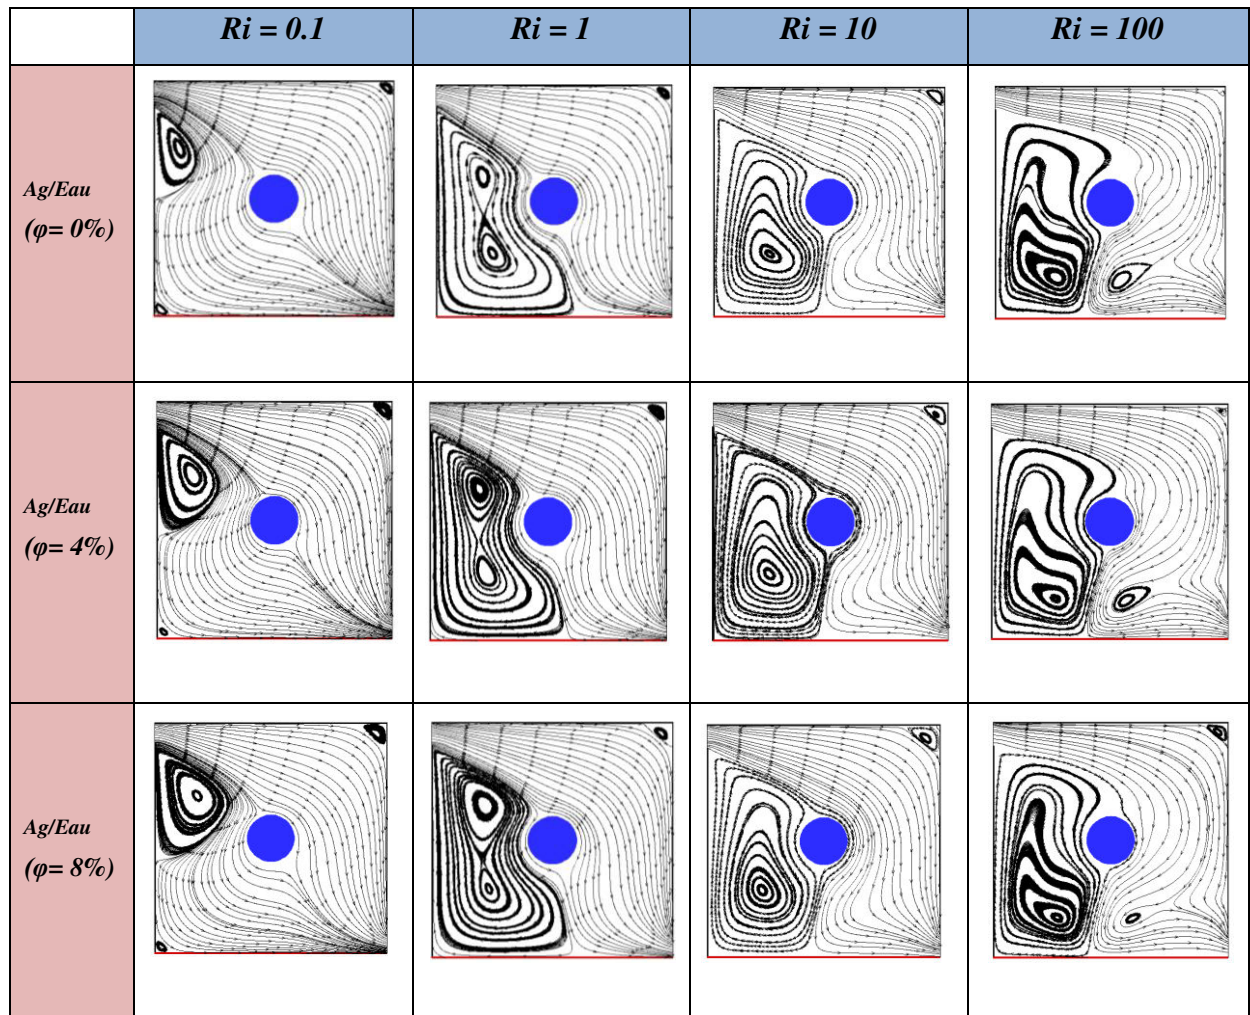 Ri = 0.1 Ri = 1 Ri = 10 Ri = 100
Ag/Eau
(φ= 0%)
Ag/Eau
(φ= 4%)
Ag/Eau
(φ= 8%)